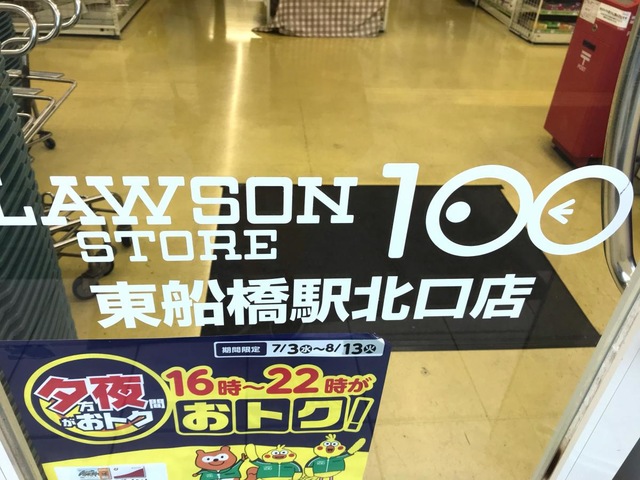 LAWSON
STORE 100
東船橋駅北口店
期間限定 7/3水~8/13火
夕方夜間
がおトク
16時~22時が
おトク!